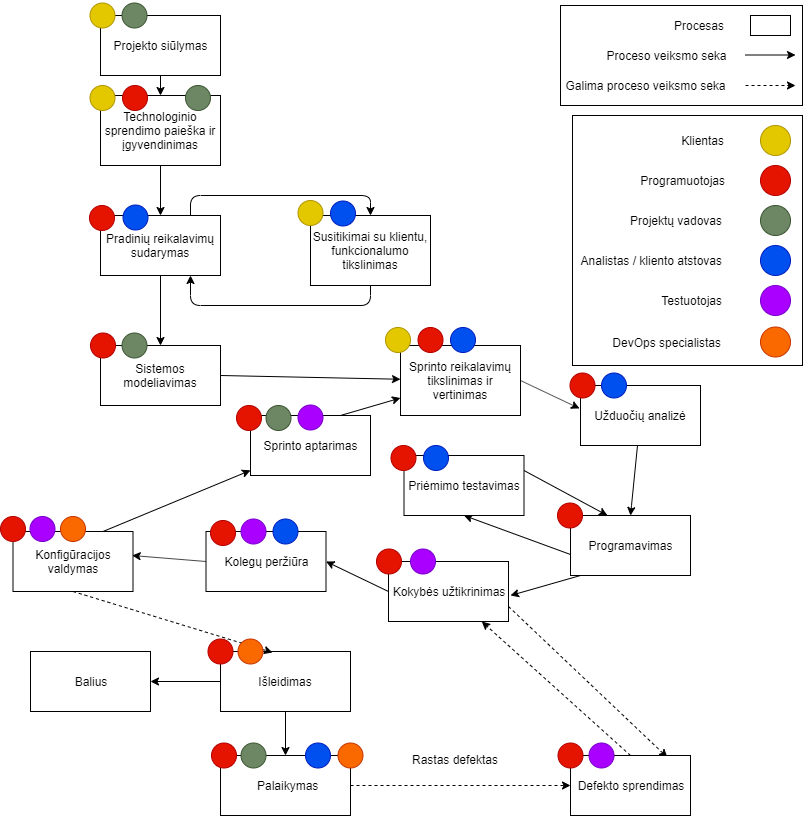 Projekto siūlymas
Procesas
Proceso veiksmo seka
Galima proceso veiksmo seka
Technologinio
sprendimo paieška ir
įgyvendinimas
Klientas
Programuotojas
Projektų vadovas
Analistas / kliento atstovas
Testuotojas
DevOps specialistas
Pradinių reikalavimų
sudarymas
Susitikimai su klientu,
funkcionalumo
tikslinimas
Sistemos
modeliavimas
Sprinto reikalavimų
tikslinimas ir
vertinimas
Užduočių analizė
Sprinto aptarimas
Priėmimo testavimas
Programavimas
Konfigūracijos
valdymas
Kolegų peržiūra
Kokybės užtikrinimas
Balius
Išleidimas
Rastas defektas
Palaikymas
Defekto sprendimas